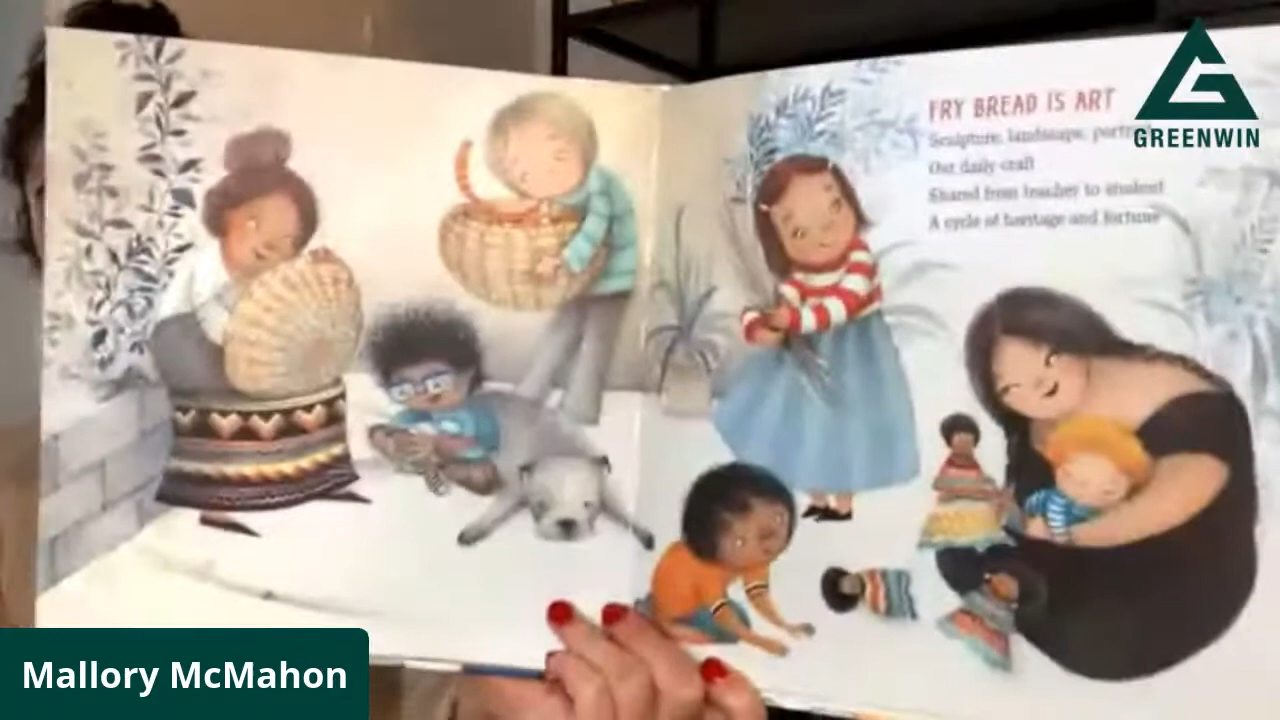 FRY BREAD IS ART
Sculpture, landscape, portrait
Our daily craft
Shared from teacher to student
A cycle of heritage and fortune
GREENWIN
Mallory McMahon